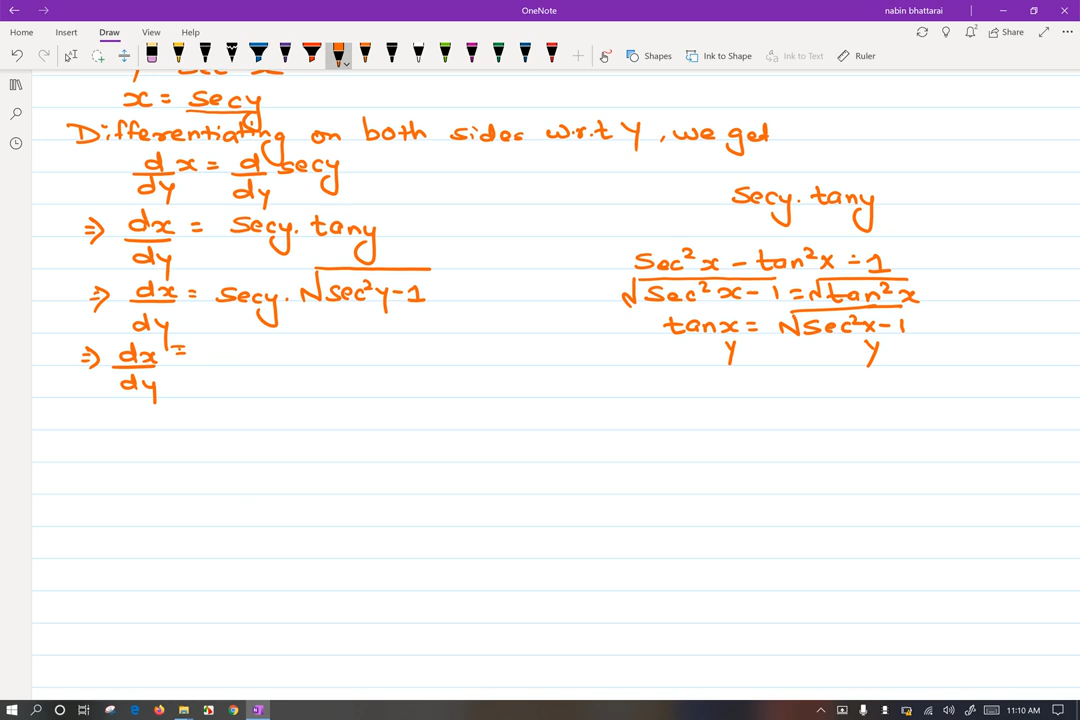 OneNote
nabin bhattarai
Home Insert Draw View Help
Share
Shapes Ink to Shape Ink to Text Ruler
x = secy
Differentiating on both sides w.r.t y, we get
d/dy x = d/dy secy
⇒ dx/dy = secy. tany
⇒ dx/dy = secy. √sec²y-1
⇒ dx/dy =
secy. tany
sec²x - tan²x = 1
√sec²x - 1 = √tan²x
tanx = √sec²x-1
y y
11:10 AM